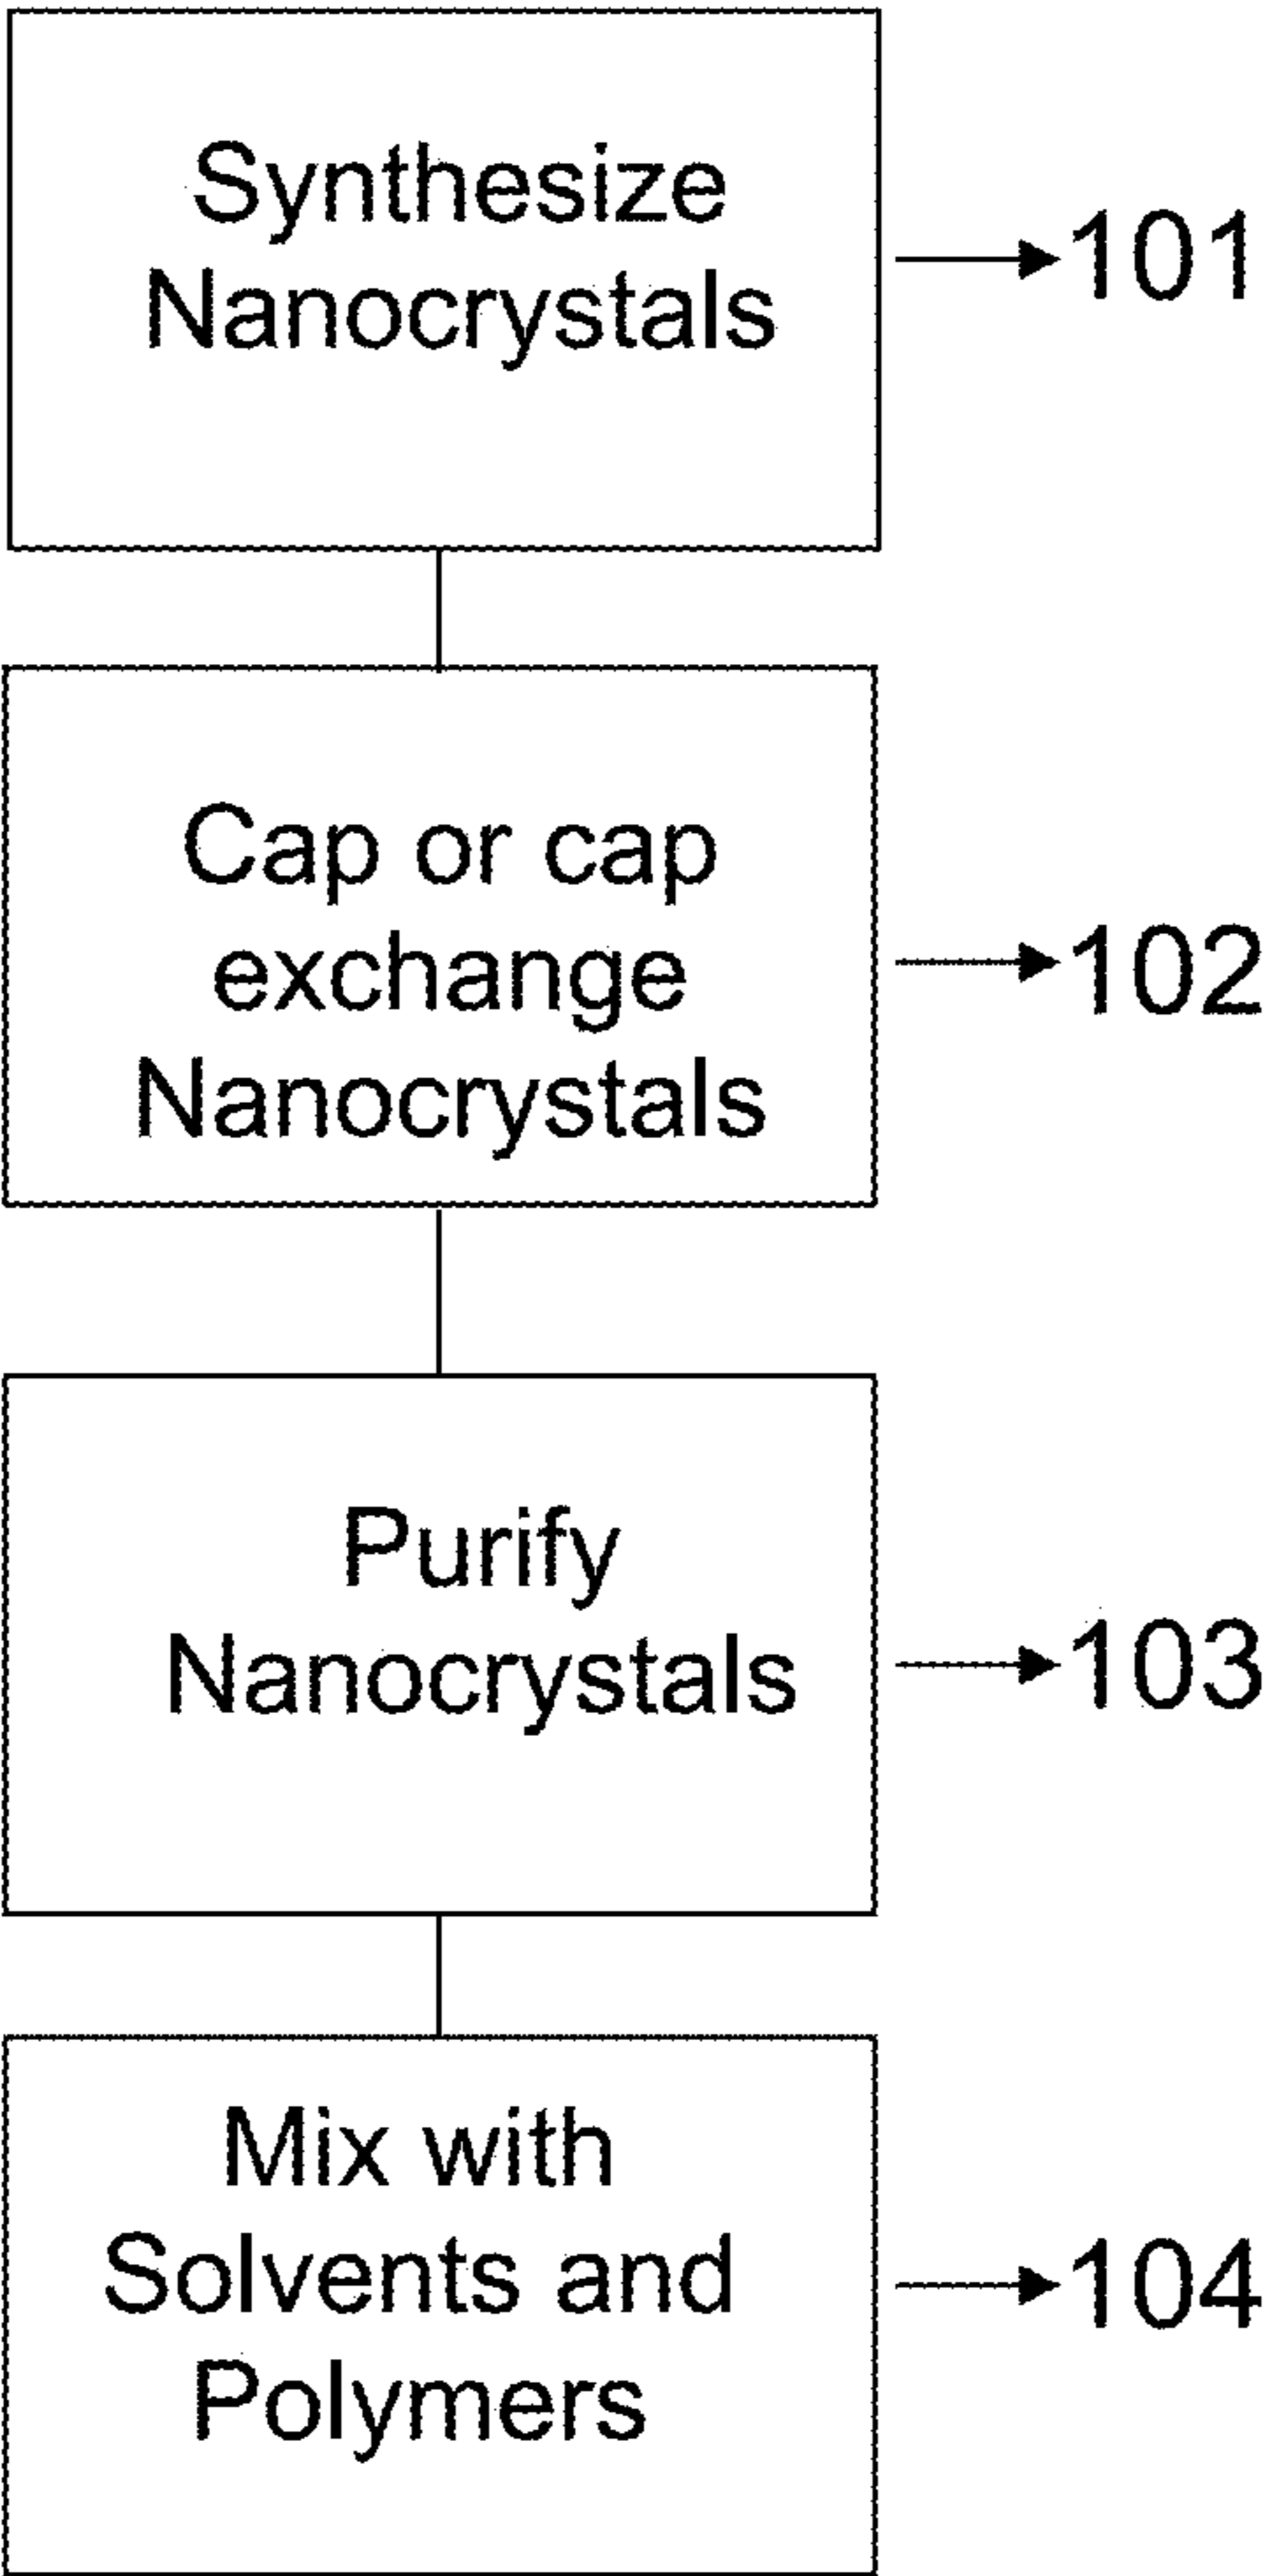 Synthesize
Nanocrystals
101
Cap or cap
exchange
Nanocrystals
102
Purify
Nanocrystals
103
Mix with
Solvents and
Polymers
104